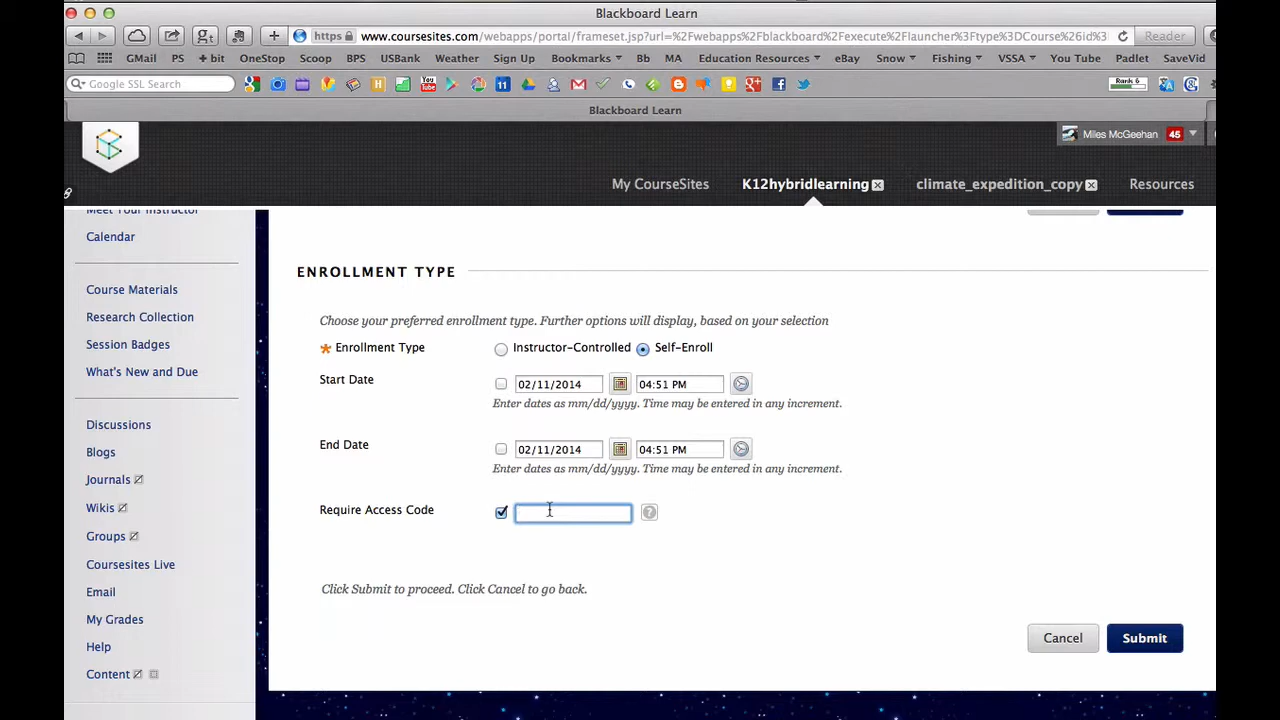 Blackboard Learn
https www.coursesites.com/webapps/portal/frameset.jsp?url=%2Fwebapps%2Fblackboard%2Fexecute%2Flauncher%3Ftype%3DCourse%26id%3 Reader
GMail PS + bit OneStop Scoop BPS USBank Weather Sign Up Bookmarks Bb MA Education Resources eBay Snow Fishing VSSA You Tube Padlet SaveVid
Google SSL Search
You Tube
11
Rank 6
Blackboard Learn
Miles McGeehan 45
My CourseSites K12hybridlearning climate_expedition_copy Resources
Meet Your Instructor
Calendar
Course Materials
Research Collection
Session Badges
What's New and Due
Discussions
Blogs
Journals
Wikis
Groups
Coursesites Live
Email
My Grades
Help
Content
ENROLLMENT TYPE
Choose your preferred enrollment type. Further options will display, based on your selection
Enrollment Type Instructor-Controlled Self-Enroll
Start Date 02/11/2014 04:51 PM
Enter dates as mm/dd/yyyy. Time may be entered in any increment.
End Date 02/11/2014 04:51 PM
Enter dates as mm/dd/yyyy. Time may be entered in any increment.
Require Access Code ?
Click Submit to proceed. Click Cancel to go back.
Cancel Submit